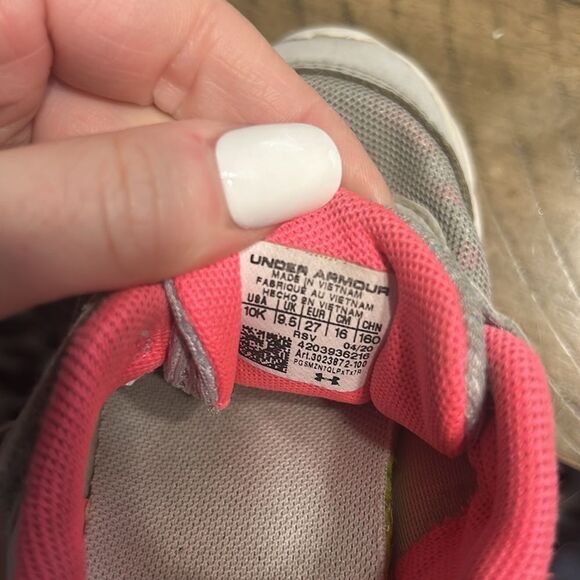 UNDER ARMOUR
MADE IN VIETNAM
FABRIQUÉ AU VIETNAM
HECHO EN VIETNAM
USA UK EUR CM CHN
10K 9.5 27 16 160
RSV 04/20
4203936216
Art.3023872-100